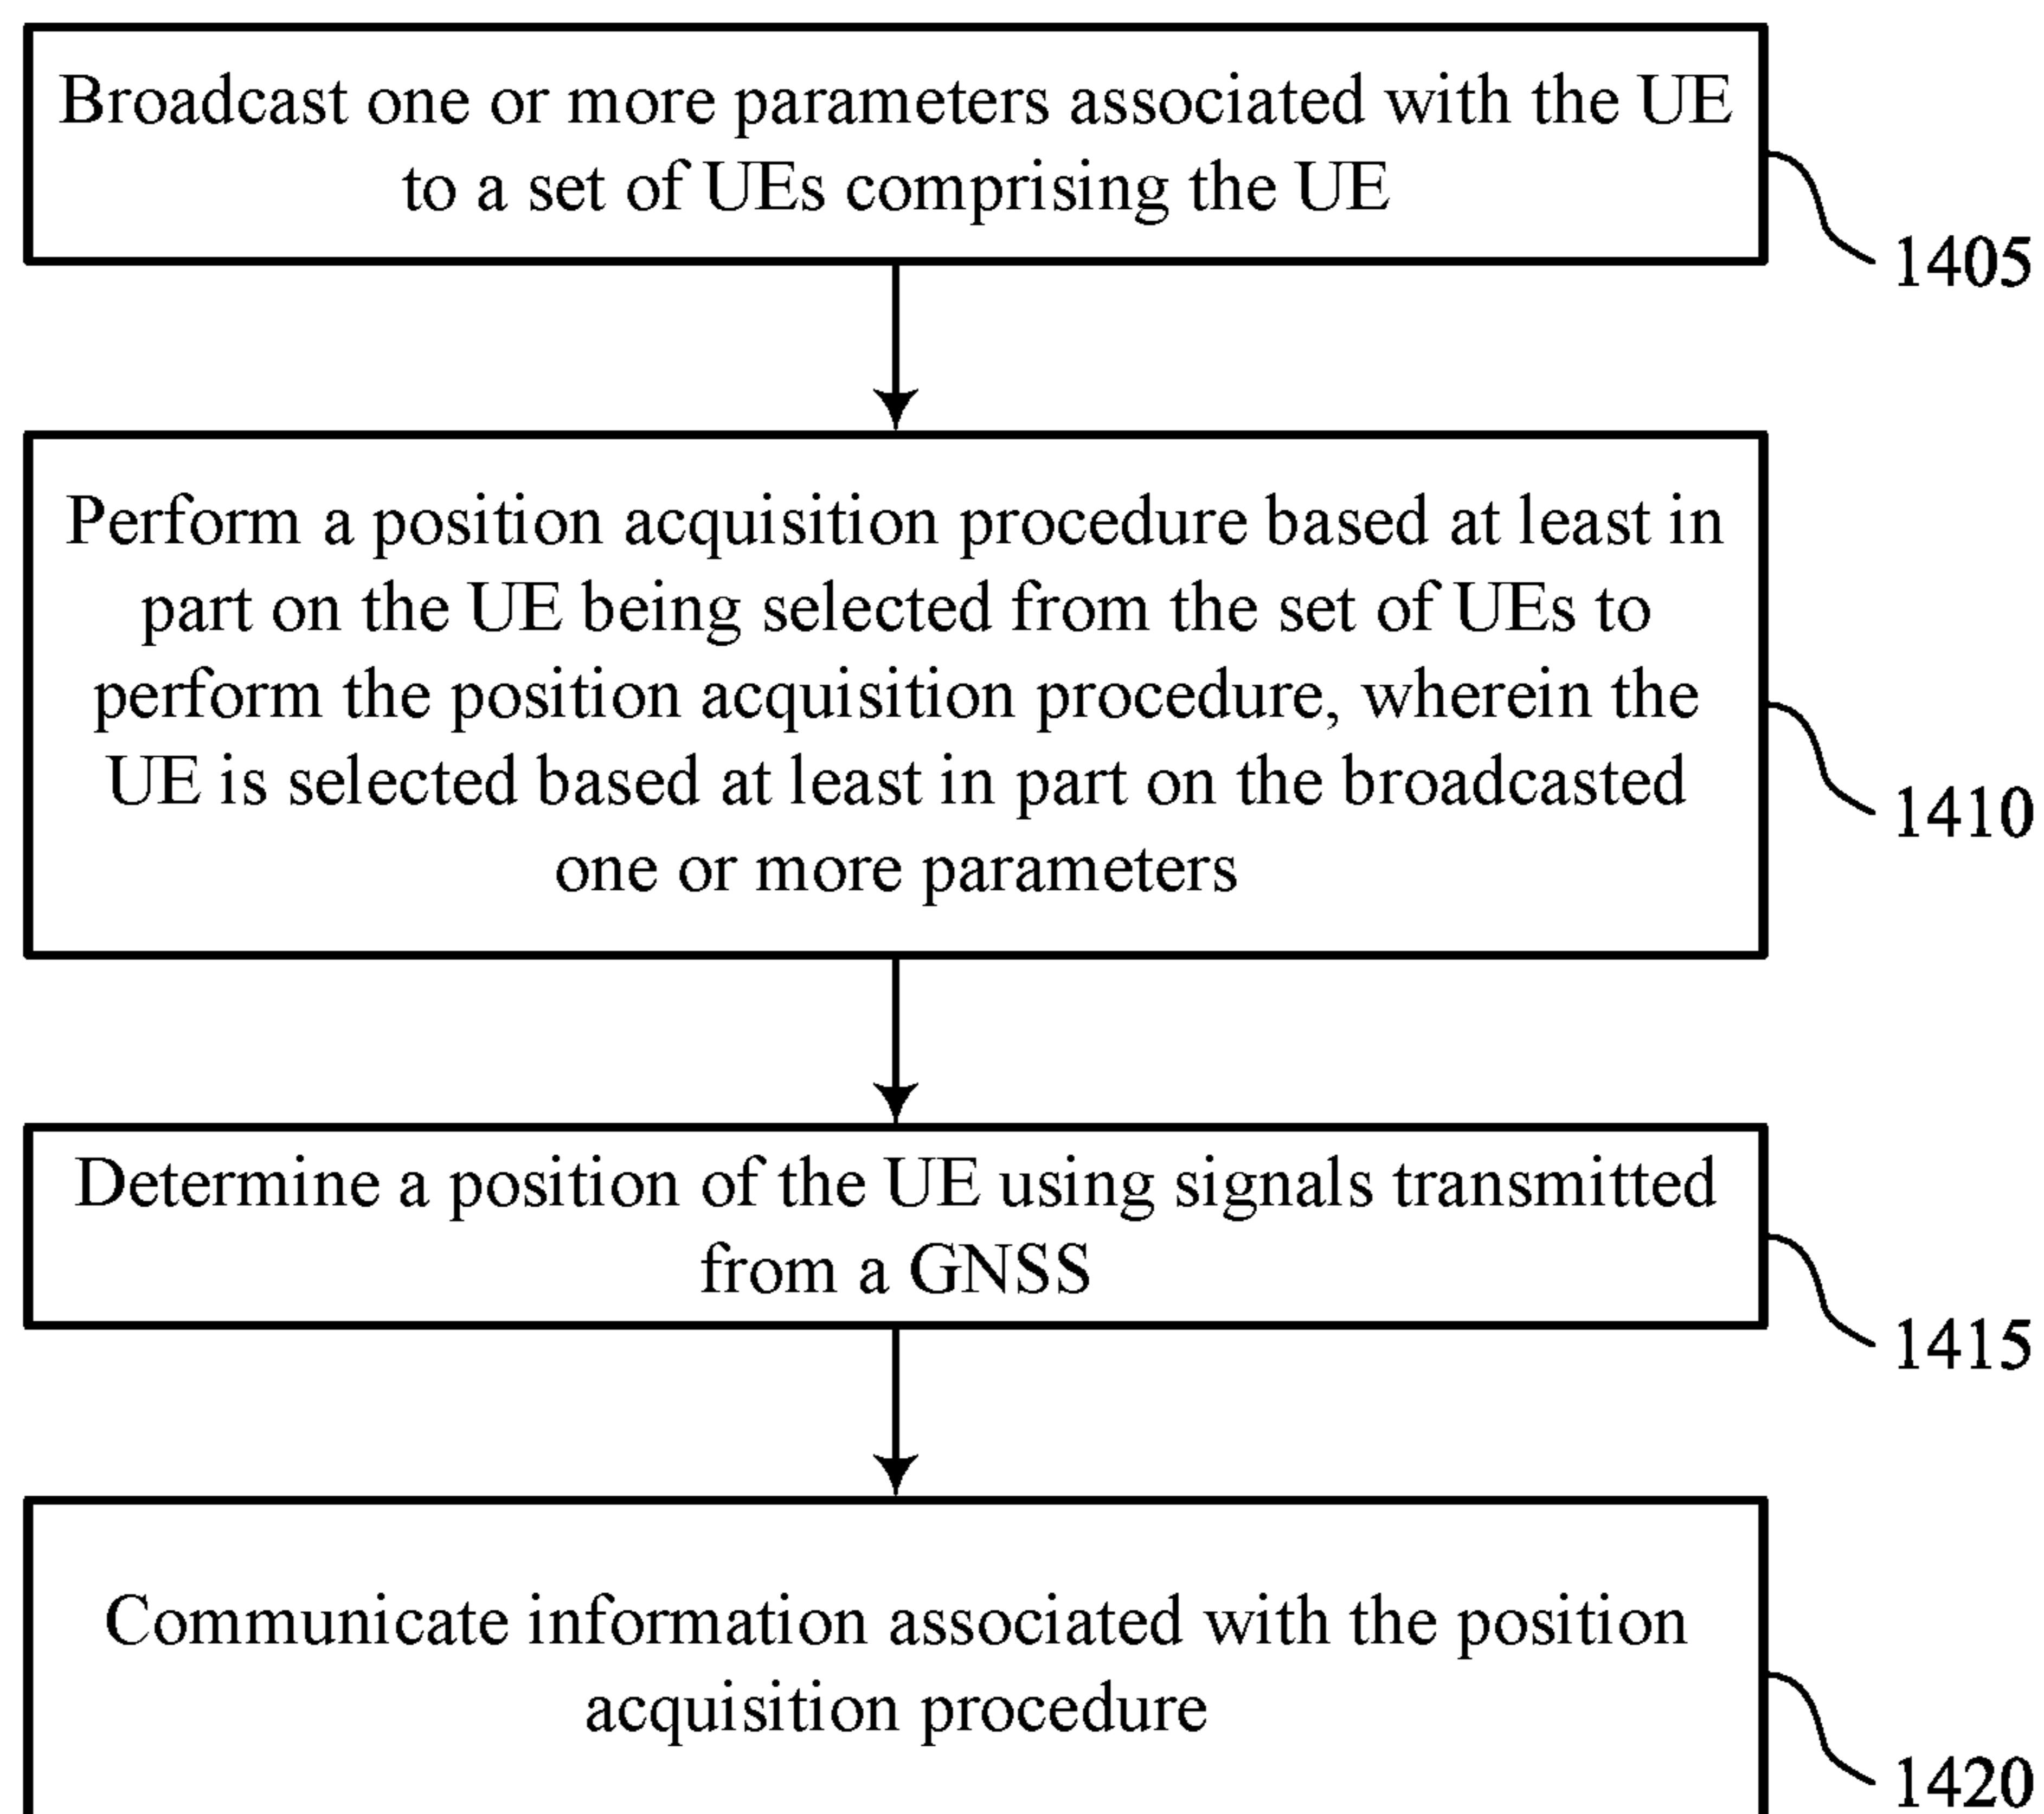 Broadcast one or more parameters associated with the UE
to a set of UEs comprising the UE
1405
Perform a position acquisition procedure based at least in
part on the UE being selected from the set of UEs to
perform the position acquisition procedure, wherein the
UE is selected based at least in part on the broadcasted
one or more parameters
1410
Determine a position of the UE using signals transmitted
from a GNSS
1415
Communicate information associated with the position
acquisition procedure
1420